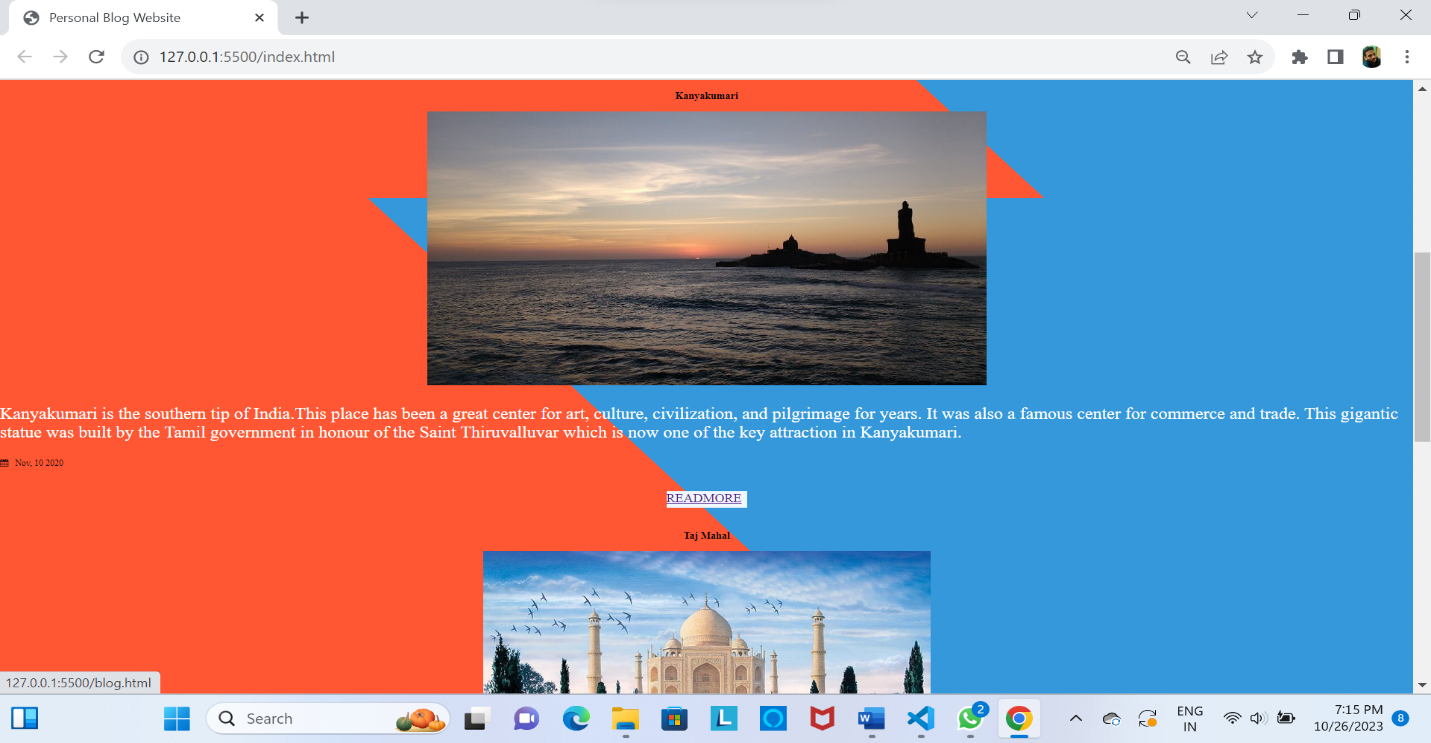 Personal Blog Website
127.0.0.1:5500/index.html
Kanyakumari
Kanyakumari is the southern tip of India.This place has been a great center for art, culture, civilization, and pilgrimage for years. It was also a famous center for commerce and trade. This gigantic
statue was built by the Tamil government in honour of the Saint Thiruvalluvar which is now one of the key attraction in Kanyakumari.
Nov, 10 2020
READMORE
Taj Mahal
127.0.0.1:5500/blog.html
Search
L
W
2
ENG
IN
7:15 PM
10/26/2023
8